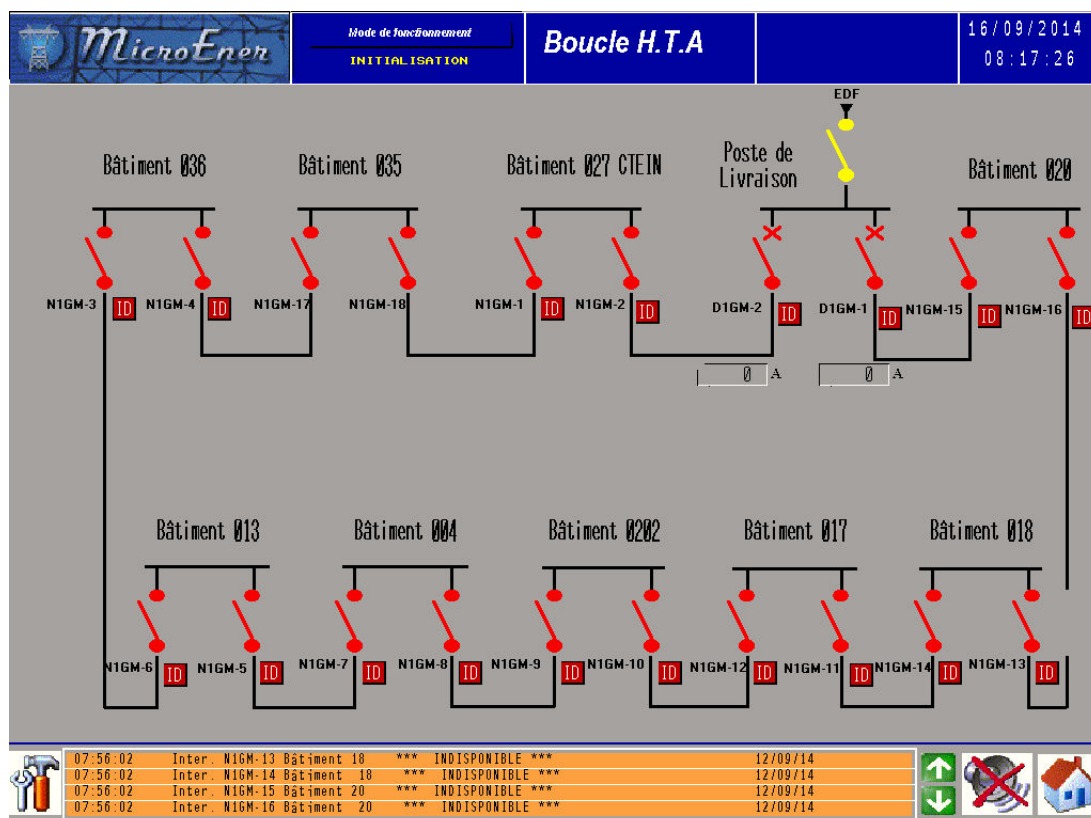 MicroEner
Mode de fonctionnement
INITIALISATION
Boucle H.T.A
16/09/2014
08:17:26
EDF
Bâtiment 036
Bâtiment 035
Bâtiment 027 CTEIN
Poste de
Livraison
Bâtiment 020
N1GM-3 ID N1GM-4 ID N1GM-17 N1GM-18 N1GM-1 ID N1GM-2 ID D1GM-2 ID D1GM-1 ID N1GM-15 ID N1GM-16 ID
0 A 0 A
Bâtiment 013
Bâtiment 004
Bâtiment 0202
Bâtiment 017
Bâtiment 018
N1GM-6 ID N1GM-5 ID N1GM-7 ID N1GM-8 ID N1GM-9 ID N1GM-10 ID N1GM-12 ID N1GM-11 ID N1GM-14 ID N1GM-13 ID
07:56:02 Inter. N1GM-13 Bâtiment 18 *** INDISPONIBLE *** 12/09/14
07:56:02 Inter. N1GM-14 Bâtiment 18 *** INDISPONIBLE *** 12/09/14
07:56:02 Inter. N1GM-15 Bâtiment 20 *** INDISPONIBLE *** 12/09/14
07:56:02 Inter. N1GM-16 Bâtiment 20 *** INDISPONIBLE *** 12/09/14